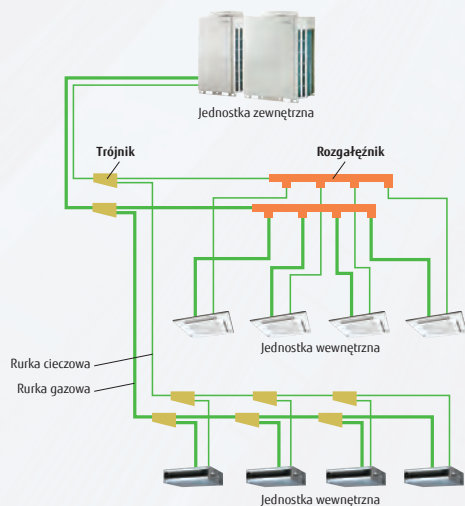 Jednostka zewnętrzna
Trójnik
Rozgałęźnik
Jednostka wewnętrzna
Rurka cieczowa
Rurka gazowa
Jednostka wewnętrzna